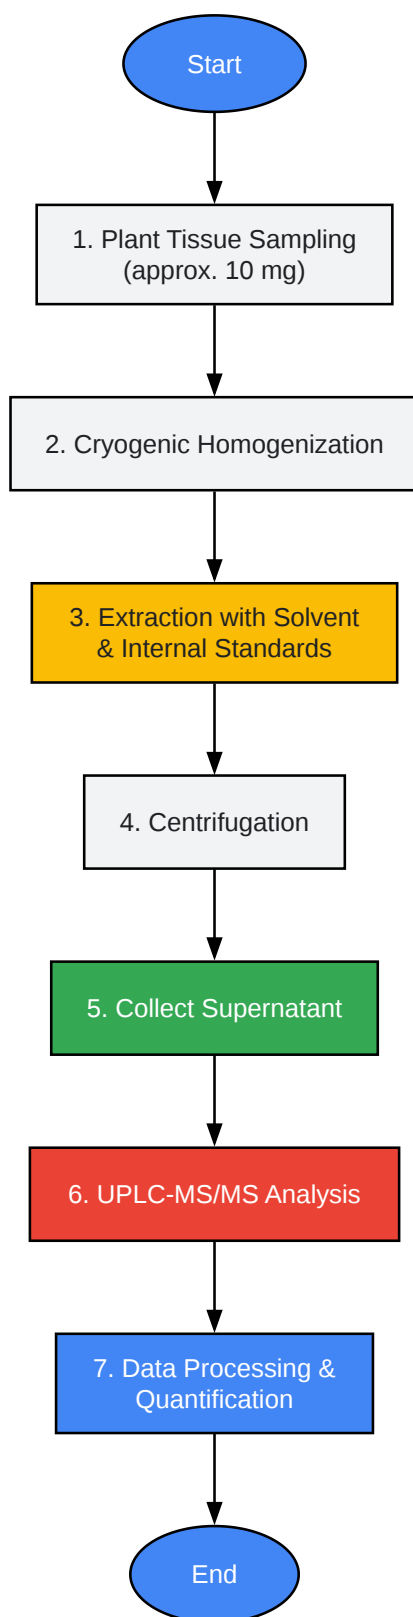 Start
1. Plant Tissue Sampling
(approx. 10 mg)
2. Cryogenic Homogenization
3. Extraction with Solvent
& Internal Standards
4. Centrifugation
5. Collect Supernatant
6. UPLC-MS/MS Analysis
7. Data Processing &
Quantification
End